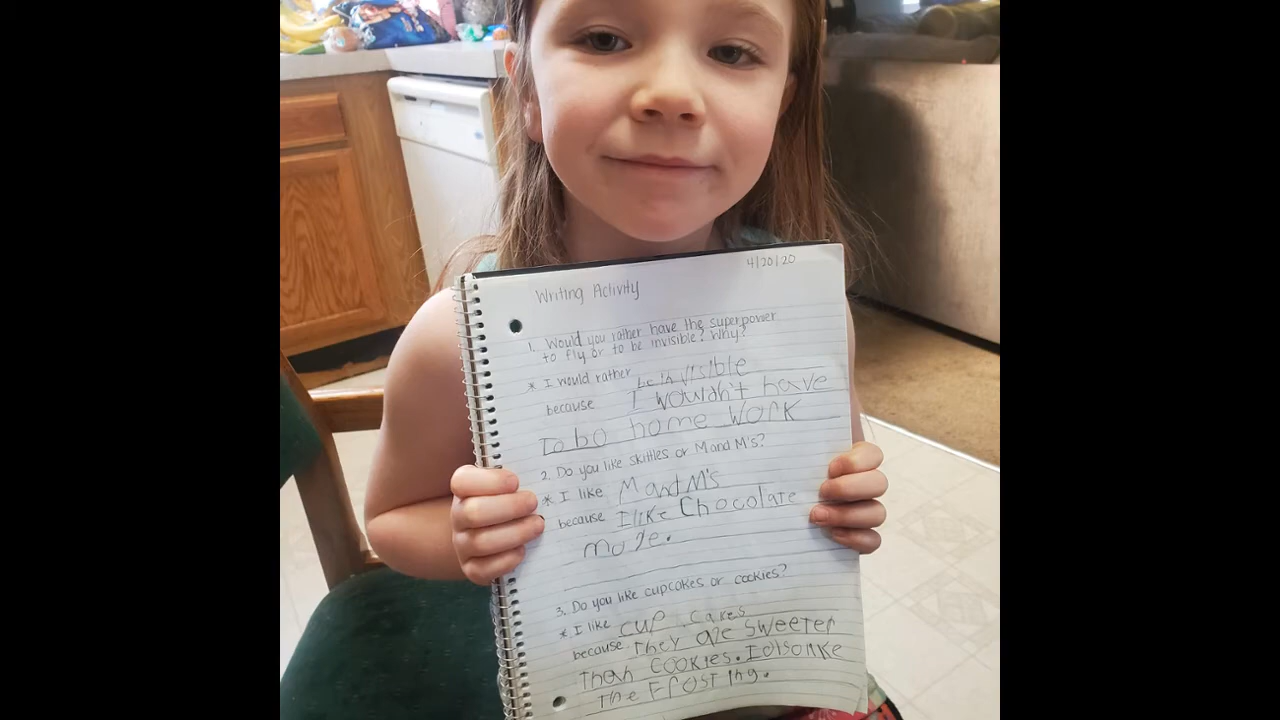 4/20/20
Writing Activity
1. Would you rather have the superpower
to fly or to be invisible? Why?
* I would rather be invisible
because I wouldn't have
To bo home Work
2. Do you like skittles or M and M's?
* I like M and M's
because I like Chocolate
more.
3. Do you like cupcakes or cookies?
* I like cup cakes
because They are sweeter
Than Cookies. I also like
The Frosting.